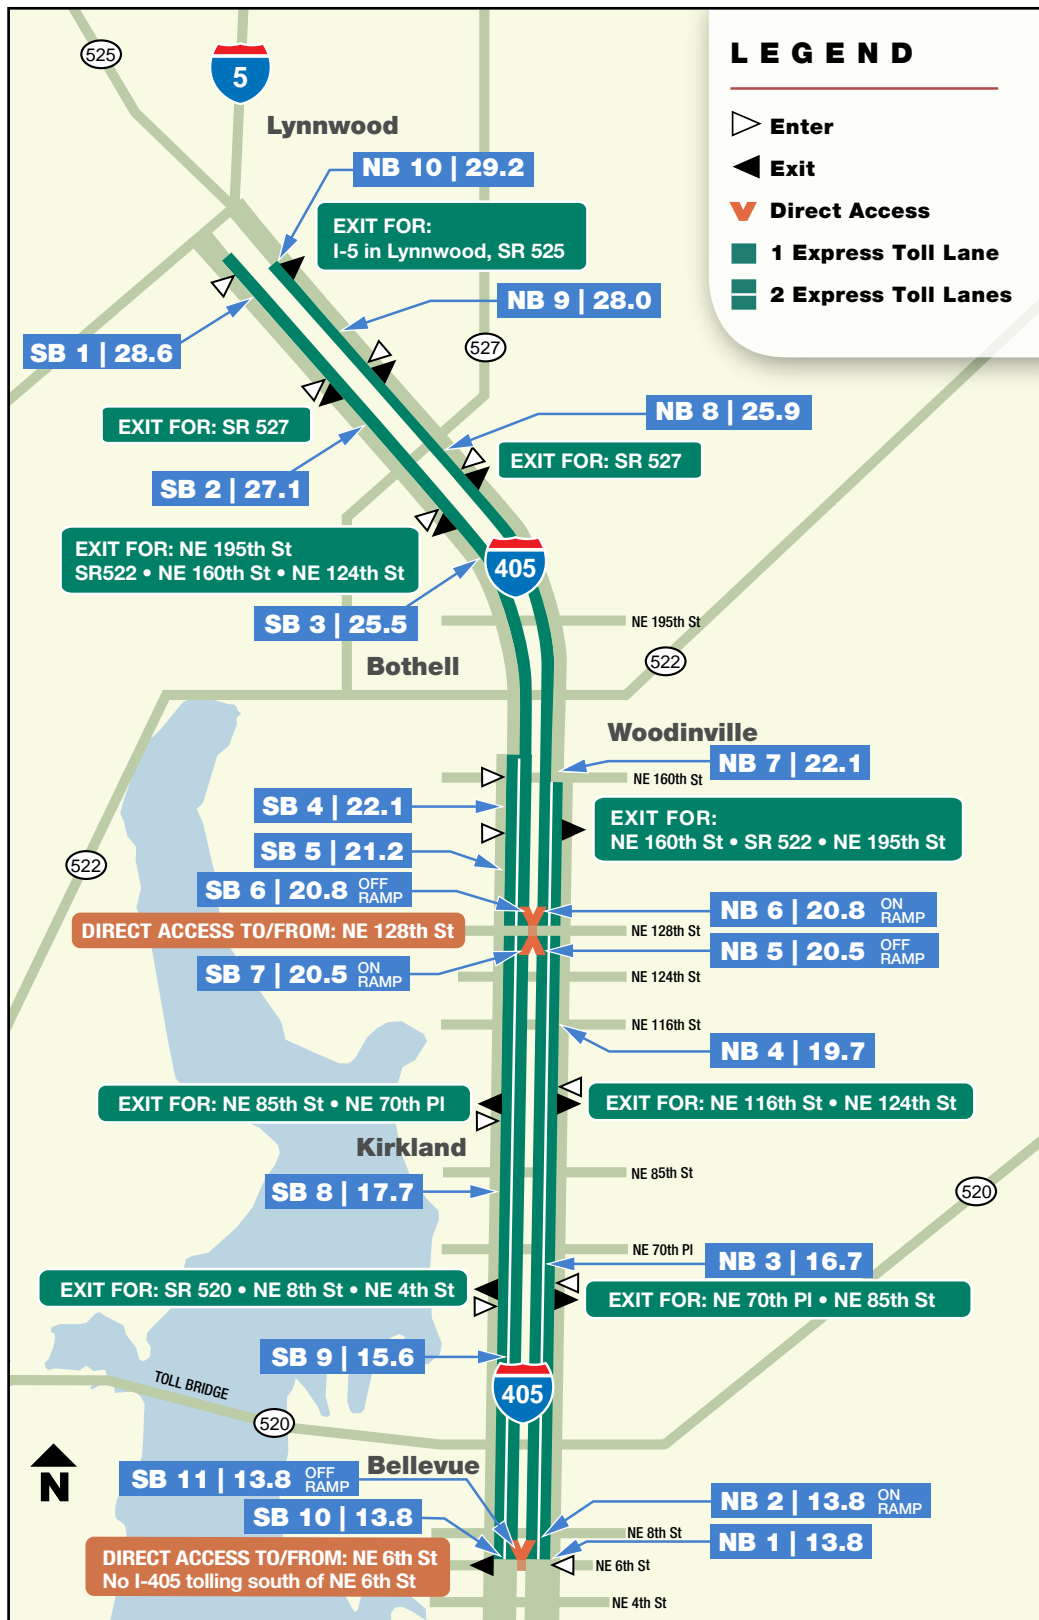 LEGEND
Enter
Exit
Direct Access
1 Express Toll Lane
2 Express Toll Lanes
525
5
Lynnwood
NB 10 | 29.2
EXIT FOR:
I-5 in Lynnwood, SR 525
NB 9 | 28.0
SB 1 | 28.6
527
NB 8 | 25.9
EXIT FOR: SR 527
EXIT FOR: SR 527
SB 2 | 27.1
EXIT FOR: NE 195th St
SR522 • NE 160th St • NE 124th St
405
SB 3 | 25.5
NE 195th St
Bothell
522
Woodinville
NB 7 | 22.1
NE 160th St
SB 4 | 22.1
EXIT FOR:
NE 160th St • SR 522 • NE 195th St
SB 5 | 21.2
522
SB 6 | 20.8 OFF RAMP
NB 6 | 20.8 ON RAMP
DIRECT ACCESS TO/FROM: NE 128th St
NE 128th St
NB 5 | 20.5 OFF RAMP
SB 7 | 20.5 ON RAMP
NE 124th St
NE 116th St
NB 4 | 19.7
EXIT FOR: NE 85th St • NE 70th Pl
EXIT FOR: NE 116th St • NE 124th St
Kirkland
NE 85th St
SB 8 | 17.7
520
NE 70th Pl
NB 3 | 16.7
EXIT FOR: SR 520 • NE 8th St • NE 4th St
EXIT FOR: NE 70th Pl • NE 85th St
SB 9 | 15.6
405
TOLL BRIDGE
520
N
Bellevue
SB 11 | 13.8 OFF RAMP
NB 2 | 13.8 ON RAMP
SB 10 | 13.8
NE 8th St
NB 1 | 13.8
DIRECT ACCESS TO/FROM: NE 6th St
No I-405 tolling south of NE 6th St
NE 6th St
NE 4th St